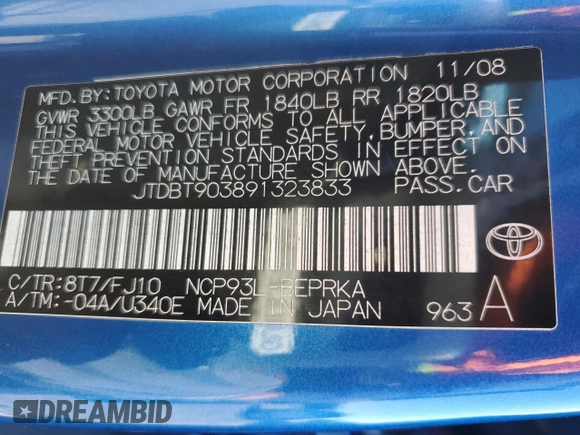 MFD. BY: TOYOTA MOTOR CORPORATION 11/08
GVWR 3300LB GAWR FR 1840LB RR 1820LB
THIS VEHICLE CONFORMS TO ALL APPLICABLE
FEDERAL MOTOR VEHICLE SAFETY, BUMPER, AND
THEFT PREVENTION STANDARDS IN EFFECT ON
THE DATE OF MANUFACTURE SHOWN ABOVE.
JTDBT903891323833 PASS. CAR
TOYOTA
C/TR: 8T7/FJ10 NCP93L-BEPRKA
A/TM: -04A/U340E MADE IN JAPAN 963 A
DREAMBID